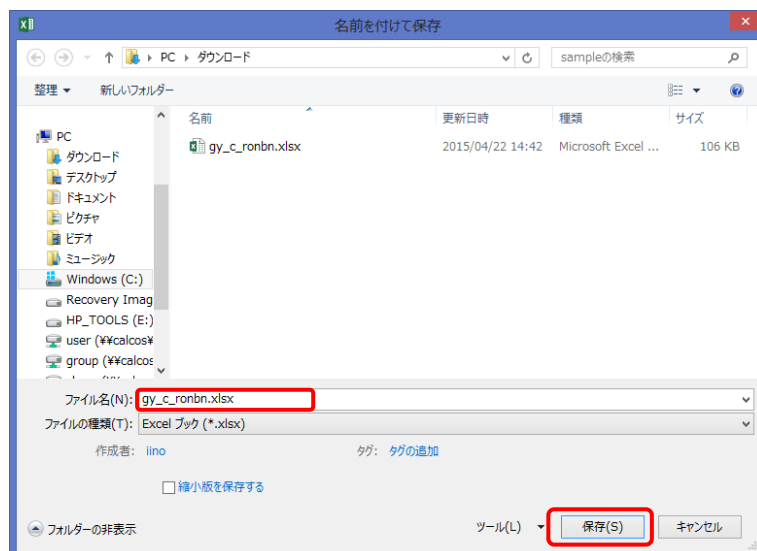 名前を付けて保存
PC ダウンロード sampleの検索
整理 新しいフォルダー
名前 更新日時 種類 サイズ
gy_c_ronbn.xlsx 2015/04/22 14:42 Microsoft Excel ... 106 KB
PC
ダウンロード
デスクトップ
ドキュメント
ピクチャ
ビデオ
ミュージック
Windows (C:)
Recovery Imag
HP_TOOLS (E:)
user (¥¥calcos¥
group (¥¥calcos
ファイル名(N): gy_c_ronbn.xlsx
ファイルの種類(T): Excel ブック (*.xlsx)
作成者: iino タグ: タグの追加
縮小版を保存する
フォルダーの非表示 ツール(L) 保存(S) キャンセル